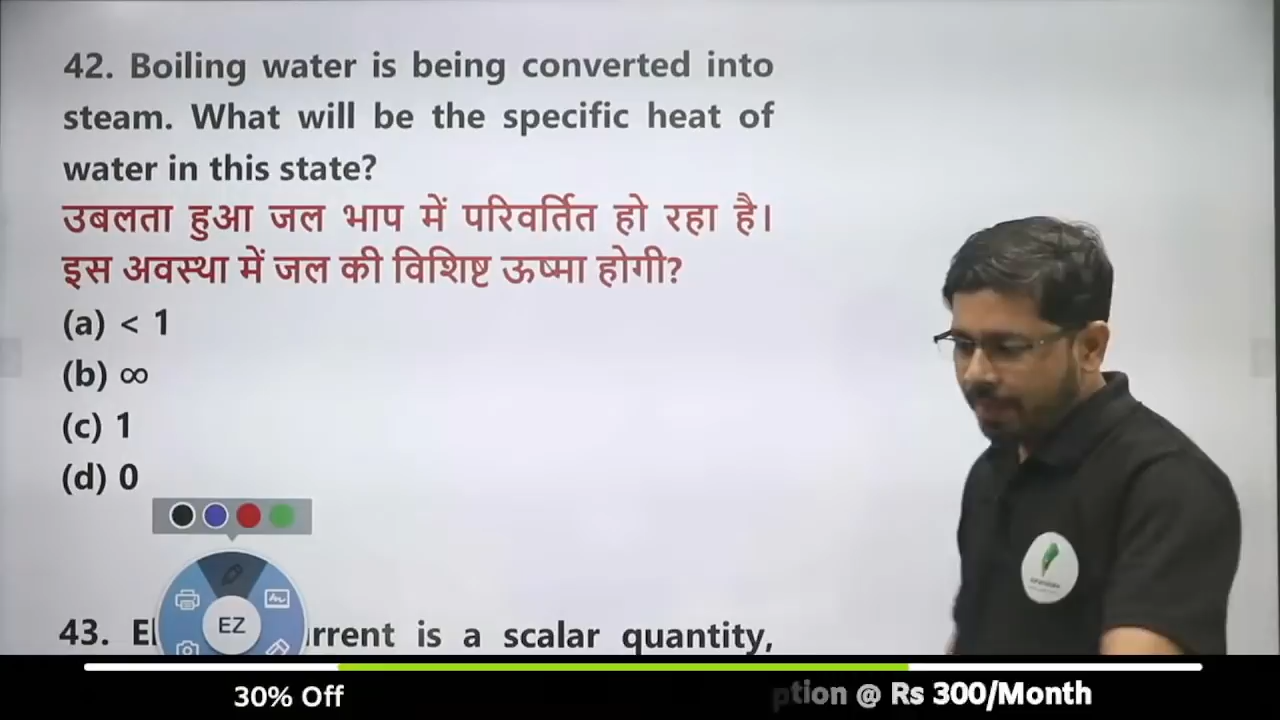 42. Boiling water is being converted into
steam. What will be the specific heat of
water in this state?
उबलता हुआ जल भाप में परिवर्तित हो रहा है।
इस अवस्था में जल की विशिष्ट ऊष्मा होगी?
(a) < 1
(b) ∞
(c) 1
(d) 0
EZ
43. El rrent is a scalar quantity,
30% Off
ption @ Rs 300/Month